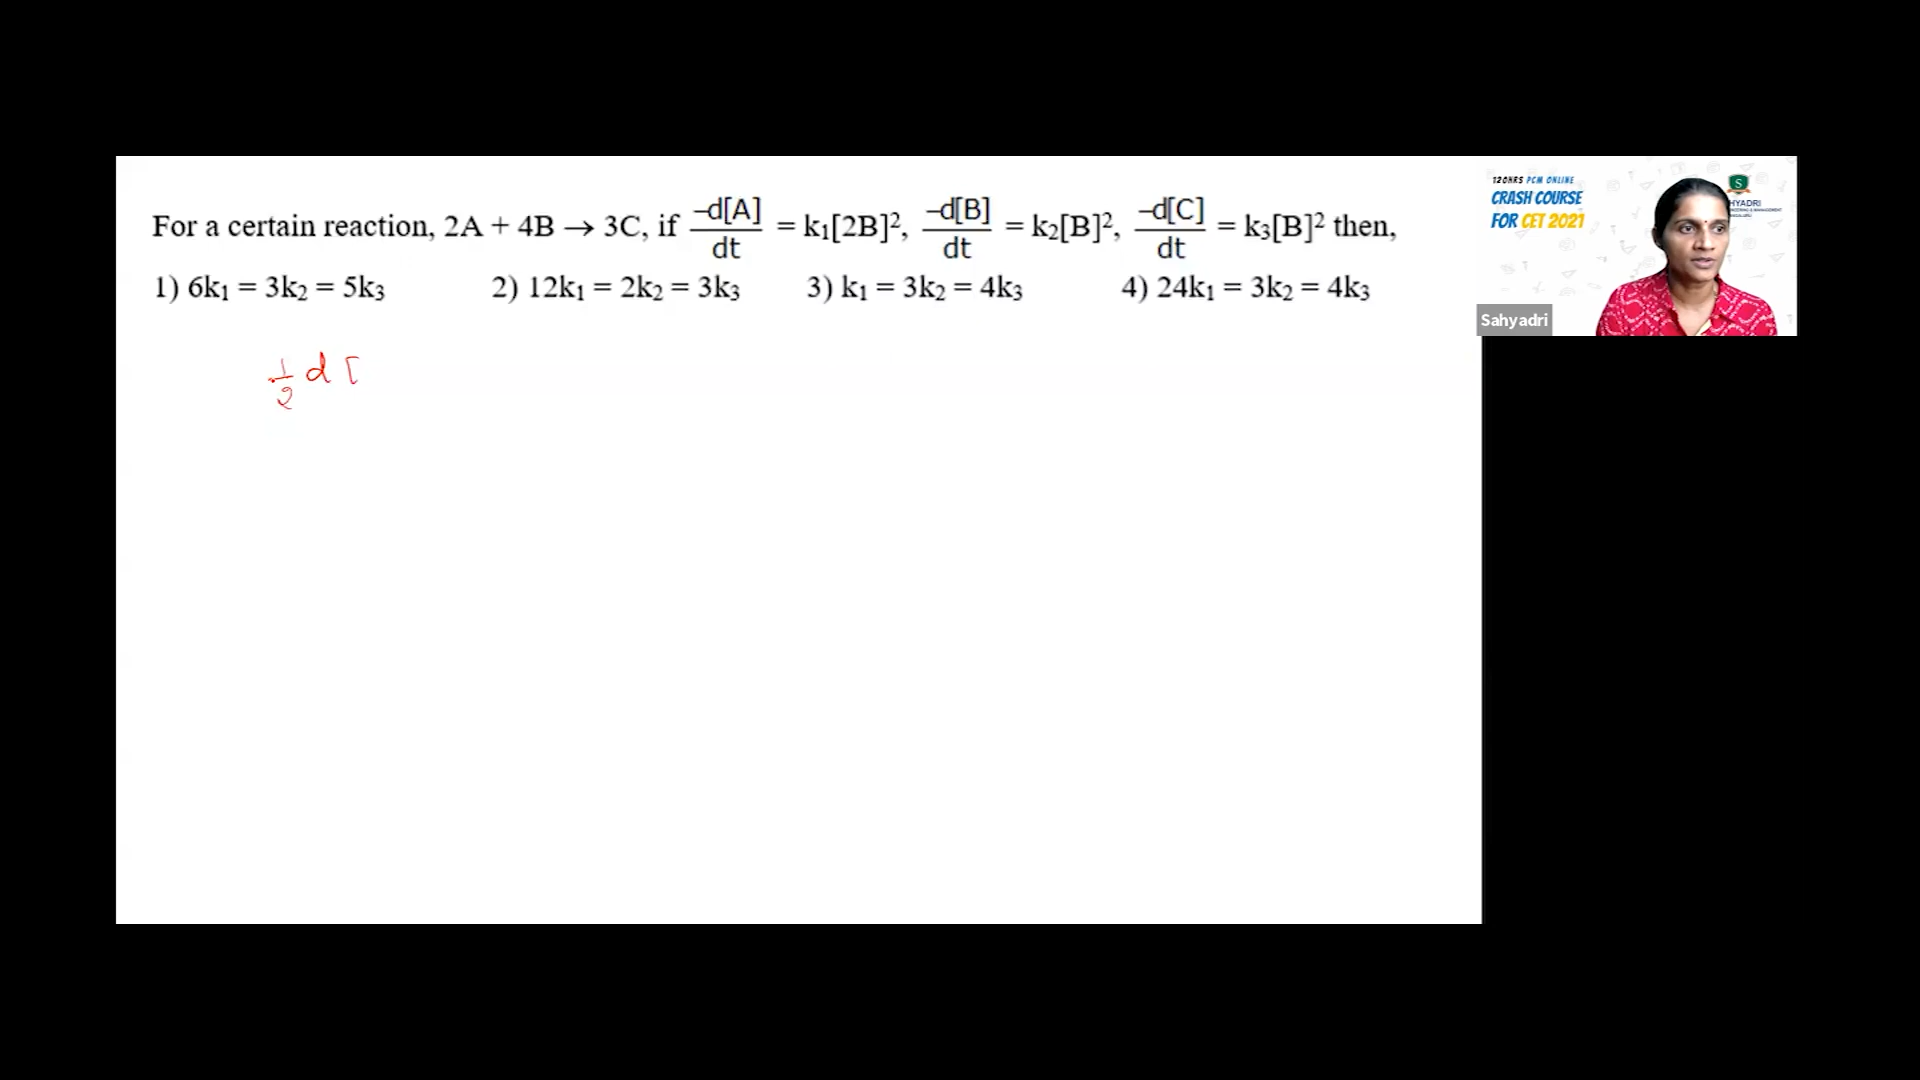 For a certain reaction, 2A + 4B → 3C, if –d[A]/dt = k₁[2B]², –d[B]/dt = k₂[B]², –d[C]/dt = k₃[B]² then,
1) 6k₁ = 3k₂ = 5k₃ 2) 12k₁ = 2k₂ = 3k₃ 3) k₁ = 3k₂ = 4k₃ 4) 24k₁ = 3k₂ = 4k₃
1/2 d [
120HRS PCM ONLINE
CRASH COURSE
FOR CET 2021
S
HYADRI
Sahyadri